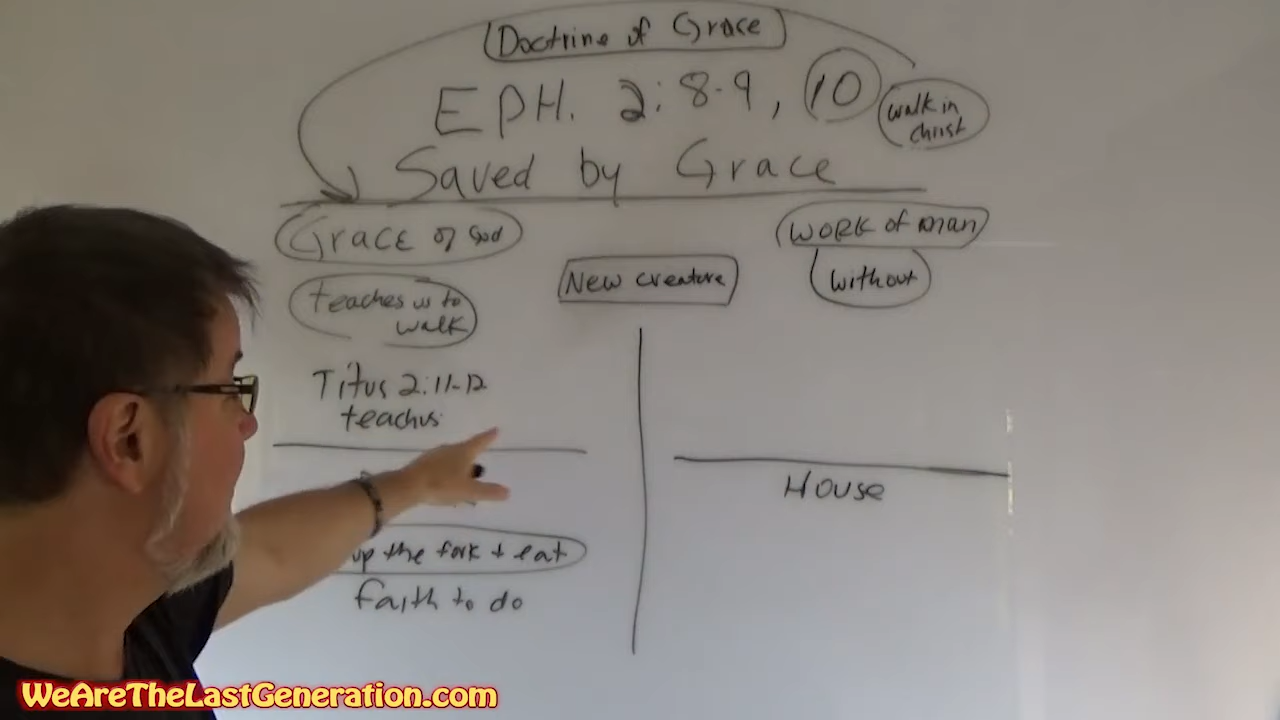 Doctrine of Grace
EPH. 2:8-9, 10
walk in
christ
Saved by Grace
Grace of God
WORK of man
New creature
without
teaches us to
walk
Titus 2:11-12
teachus
House
up the fork + eat
faith to do
WeAreTheLastGeneration.com